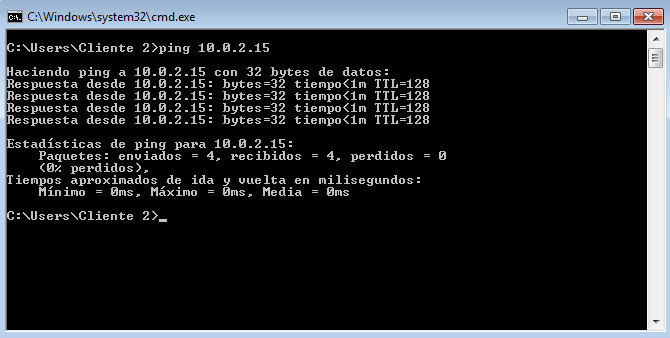 C:\Windows\system32\cmd.exe
C:\Users\Cliente 2>ping 10.0.2.15
Haciendo ping a 10.0.2.15 con 32 bytes de datos:
Respuesta desde 10.0.2.15: bytes=32 tiempo<1m TTL=128
Respuesta desde 10.0.2.15: bytes=32 tiempo<1m TTL=128
Respuesta desde 10.0.2.15: bytes=32 tiempo<1m TTL=128
Respuesta desde 10.0.2.15: bytes=32 tiempo<1m TTL=128
Estadísticas de ping para 10.0.2.15:
Paquetes: enviados = 4, recibidos = 4, perdidos = 0
(0% perdidos),
Tiempos aproximados de ida y vuelta en milisegundos:
Mínimo = 0ms, Máximo = 0ms, Media = 0ms
C:\Users\Cliente 2>_